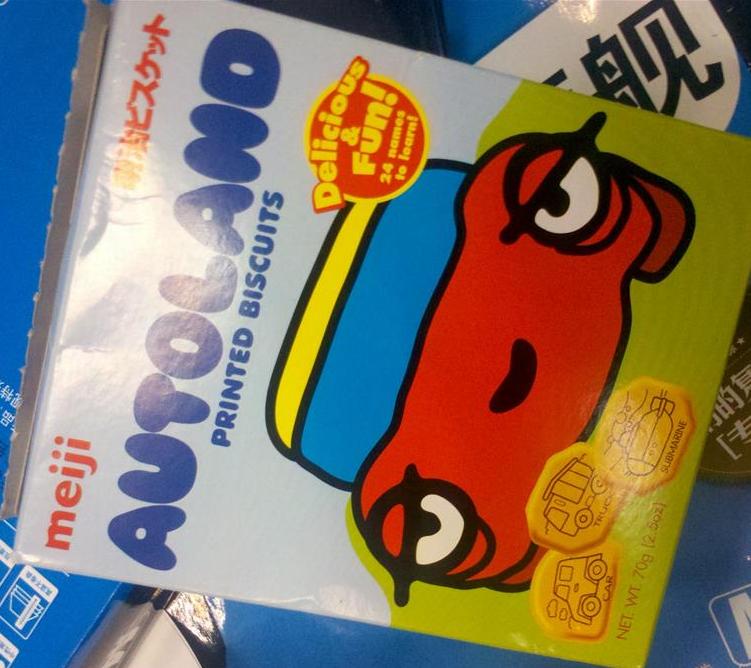 meiji
明治ビスケット
AUTOLAND
PRINTED BISCUITS
Delicious
&
Fun!
24 names
to learn!
CAR
TRUCK
SUBMARINE
NET. WT. 70g (2.5oz)
舰